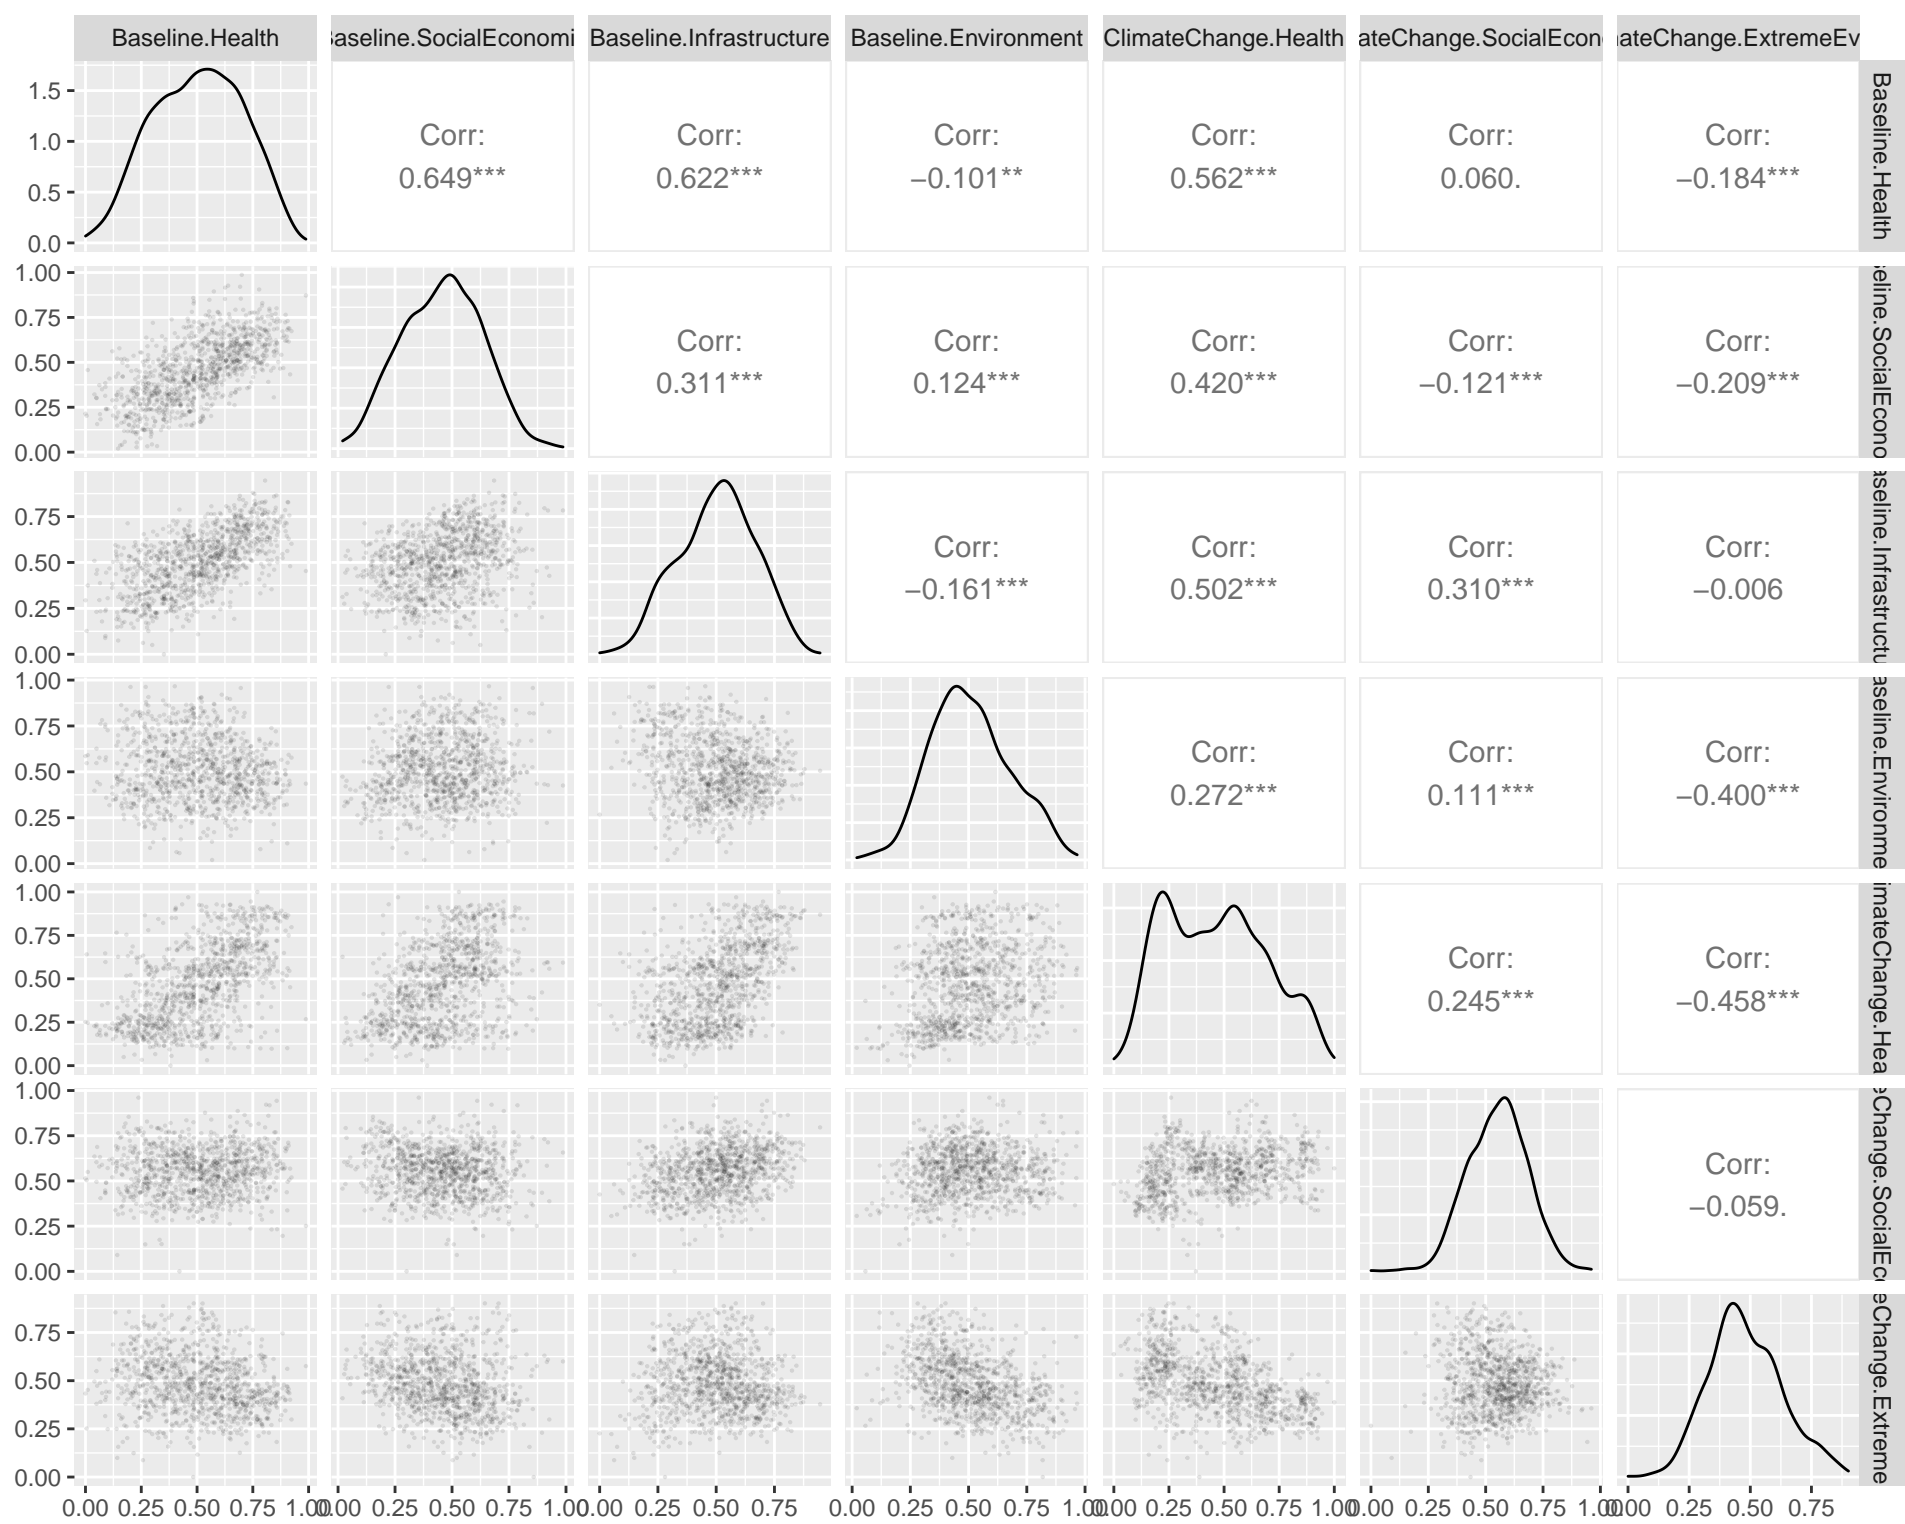 Baseline.Health
Baseline.SocialEconomi
Baseline.Infrastructure
Baseline.Environment
ClimateChange.Health
ateChange.SocialEcon
ateChange.ExtremeEv
1.5
1.0
0.5
0.0
Corr:
0.649***
Corr:
0.622***
Corr:
−0.101**
Corr:
0.562***
Corr:
0.060.
Corr:
−0.184***
Baseline.Health
1.00
0.75
0.50
0.25
0.00
Corr:
0.311***
Corr:
0.124***
Corr:
0.420***
Corr:
−0.121***
Corr:
−0.209***
eline.SocialEcono
0.75
0.50
0.25
0.00
Corr:
−0.161***
Corr:
0.502***
Corr:
0.310***
Corr:
−0.006
aseline.Infrastructu
1.00
0.75
0.50
0.25
0.00
Corr:
0.272***
Corr:
0.111***
Corr:
−0.400***
aseline.Environme
1.00
0.75
0.50
0.25
0.00
Corr:
0.245***
Corr:
−0.458***
imateChange.Hea
1.00
0.75
0.50
0.25
0.00
Corr:
−0.059.
eChange.SocialEco
0.75
0.50
0.25
0.00
eChange.Extreme
0.00 0.25 0.50 0.75 1.00
0.00 0.25 0.50 0.75 1.00
0.00 0.25 0.50 0.75
0.00 0.25 0.50 0.75 1.00
0.00 0.25 0.50 0.75 1.00
0.00 0.25 0.50 0.75 1.00
0.00 0.25 0.50 0.75